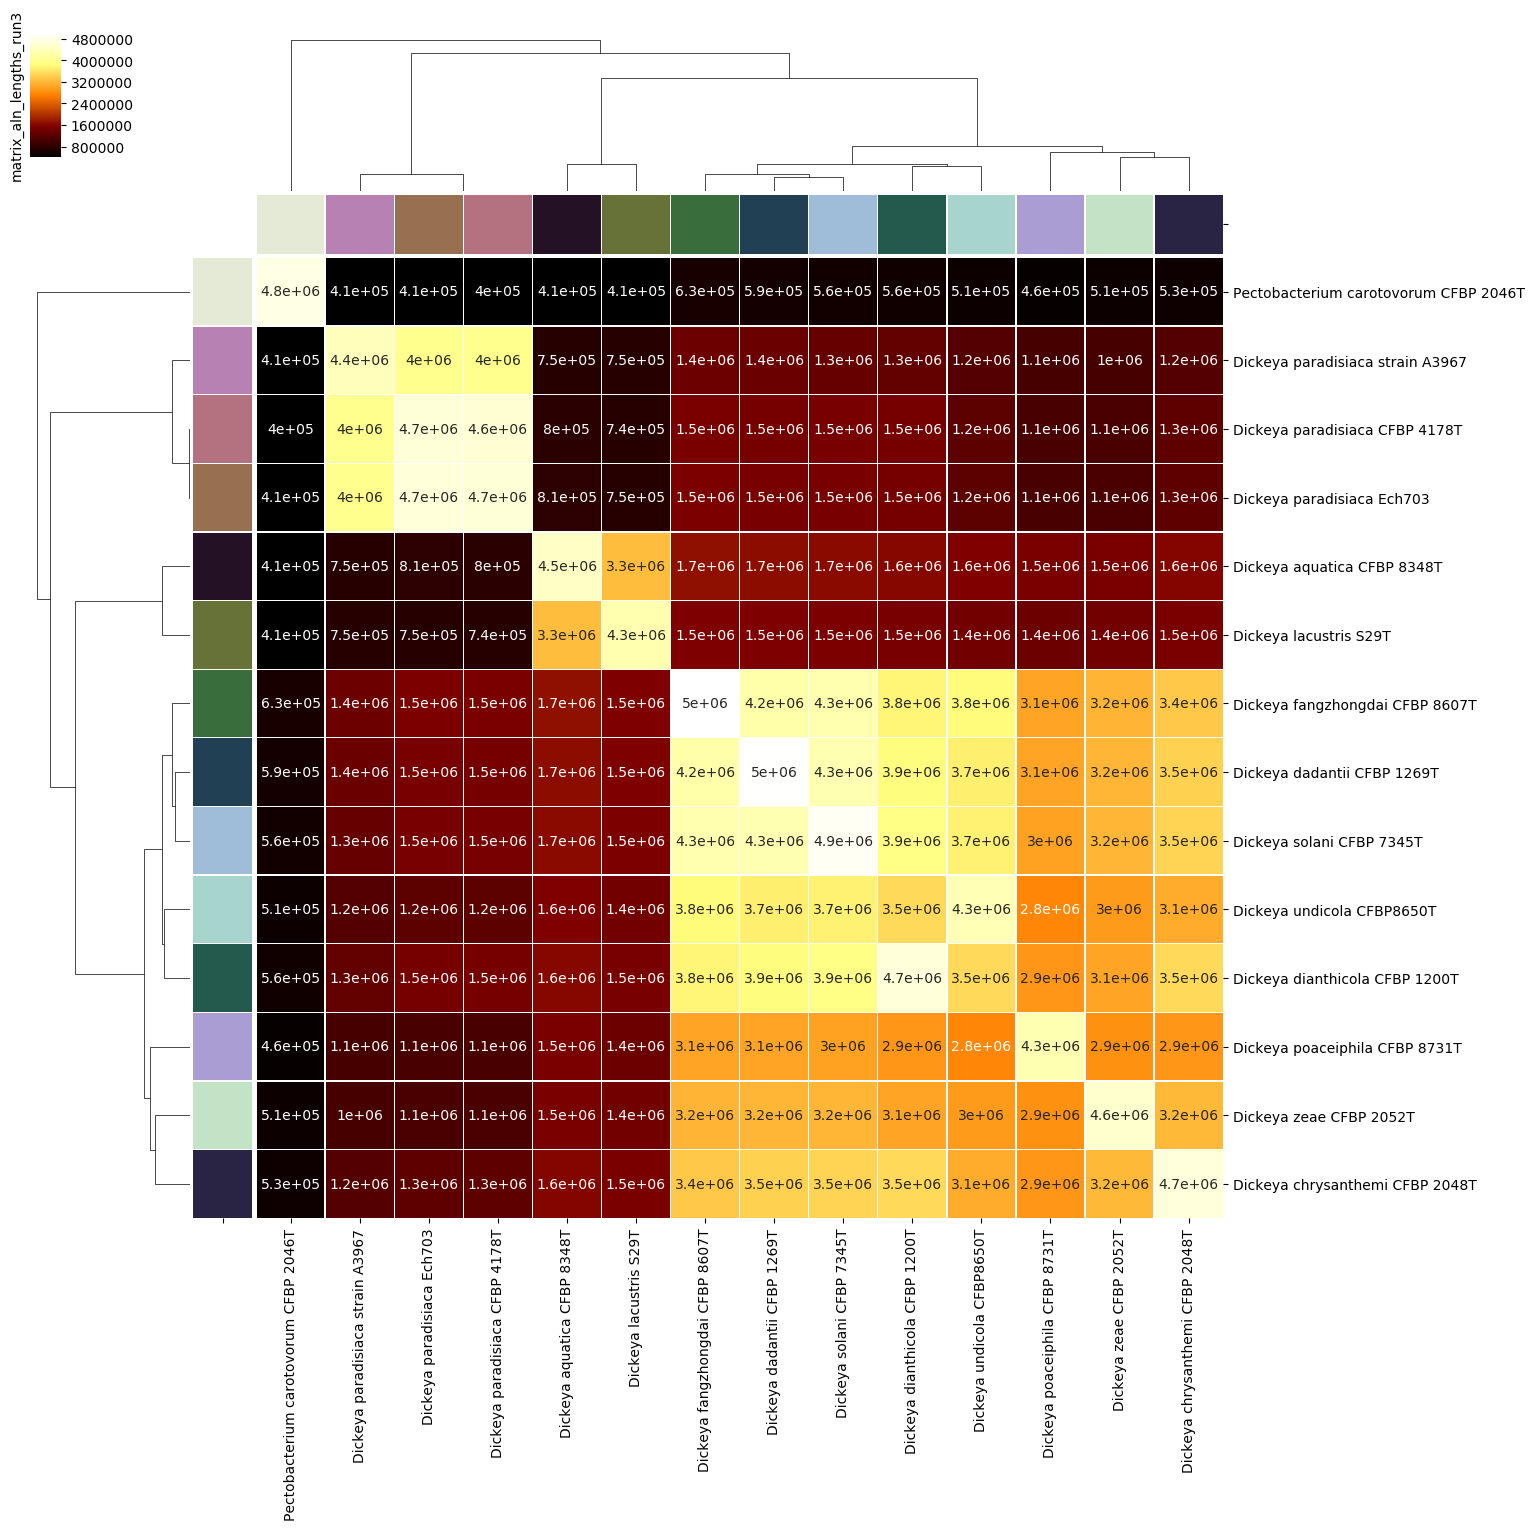 matrix_aln_lengths_run3
4800000
4000000
3200000
2400000
1600000
800000
4.8e+06 4.1e+05 4.1e+05 4e+05 4.1e+05 4.1e+05 6.3e+05 5.9e+05 5.6e+05 5.6e+05 5.1e+05 4.6e+05 5.1e+05 5.3e+05 Pectobacterium carotovorum CFBP 2046T
4.1e+05 4.4e+06 4e+06 4e+06 7.5e+05 7.5e+05 1.4e+06 1.4e+06 1.3e+06 1.3e+06 1.2e+06 1.1e+06 1e+06 1.2e+06 Dickeya paradisiaca strain A3967
4e+05 4e+06 4.7e+06 4.6e+06 8e+05 7.4e+05 1.5e+06 1.5e+06 1.5e+06 1.5e+06 1.2e+06 1.1e+06 1.1e+06 1.3e+06 Dickeya paradisiaca CFBP 4178T
4.1e+05 4e+06 4.7e+06 4.7e+06 8.1e+05 7.5e+05 1.5e+06 1.5e+06 1.5e+06 1.5e+06 1.2e+06 1.1e+06 1.1e+06 1.3e+06 Dickeya paradisiaca Ech703
4.1e+05 7.5e+05 8.1e+05 8e+05 4.5e+06 3.3e+06 1.7e+06 1.7e+06 1.7e+06 1.6e+06 1.6e+06 1.5e+06 1.5e+06 1.6e+06 Dickeya aquatica CFBP 8348T
4.1e+05 7.5e+05 7.5e+05 7.4e+05 3.3e+06 4.3e+06 1.5e+06 1.5e+06 1.5e+06 1.5e+06 1.4e+06 1.4e+06 1.4e+06 1.5e+06 Dickeya lacustris S29T
6.3e+05 1.4e+06 1.5e+06 1.5e+06 1.7e+06 1.5e+06 5e+06 4.2e+06 4.3e+06 3.8e+06 3.8e+06 3.1e+06 3.2e+06 3.4e+06 Dickeya fangzhongdai CFBP 8607T
5.9e+05 1.4e+06 1.5e+06 1.5e+06 1.7e+06 1.5e+06 4.2e+06 5e+06 4.3e+06 3.9e+06 3.7e+06 3.1e+06 3.2e+06 3.5e+06 Dickeya dadantii CFBP 1269T
5.6e+05 1.3e+06 1.5e+06 1.5e+06 1.7e+06 1.5e+06 4.3e+06 4.3e+06 4.9e+06 3.9e+06 3.7e+06 3e+06 3.2e+06 3.5e+06 Dickeya solani CFBP 7345T
5.1e+05 1.2e+06 1.2e+06 1.2e+06 1.6e+06 1.4e+06 3.8e+06 3.7e+06 3.7e+06 3.5e+06 4.3e+06 2.8e+06 3e+06 3.1e+06 Dickeya undicola CFBP8650T
5.6e+05 1.3e+06 1.5e+06 1.5e+06 1.6e+06 1.5e+06 3.8e+06 3.9e+06 3.9e+06 4.7e+06 3.5e+06 2.9e+06 3.1e+06 3.5e+06 Dickeya dianthicola CFBP 1200T
4.6e+05 1.1e+06 1.1e+06 1.1e+06 1.5e+06 1.4e+06 3.1e+06 3.1e+06 3e+06 2.9e+06 2.8e+06 4.3e+06 2.9e+06 2.9e+06 Dickeya poaceiphila CFBP 8731T
5.1e+05 1e+06 1.1e+06 1.1e+06 1.5e+06 1.4e+06 3.2e+06 3.2e+06 3.2e+06 3.1e+06 3e+06 2.9e+06 4.6e+06 3.2e+06 Dickeya zeae CFBP 2052T
5.3e+05 1.2e+06 1.3e+06 1.3e+06 1.6e+06 1.5e+06 3.4e+06 3.5e+06 3.5e+06 3.5e+06 3.1e+06 2.9e+06 3.2e+06 4.7e+06 Dickeya chrysanthemi CFBP 2048T
Pectobacterium carotovorum CFBP 2046T
Dickeya paradisiaca strain A3967
Dickeya paradisiaca Ech703
Dickeya paradisiaca CFBP 4178T
Dickeya aquatica CFBP 8348T
Dickeya lacustris S29T
Dickeya fangzhongdai CFBP 8607T
Dickeya dadantii CFBP 1269T
Dickeya solani CFBP 7345T
Dickeya dianthicola CFBP 1200T
Dickeya undicola CFBP8650T
Dickeya poaceiphila CFBP 8731T
Dickeya zeae CFBP 2052T
Dickeya chrysanthemi CFBP 2048T